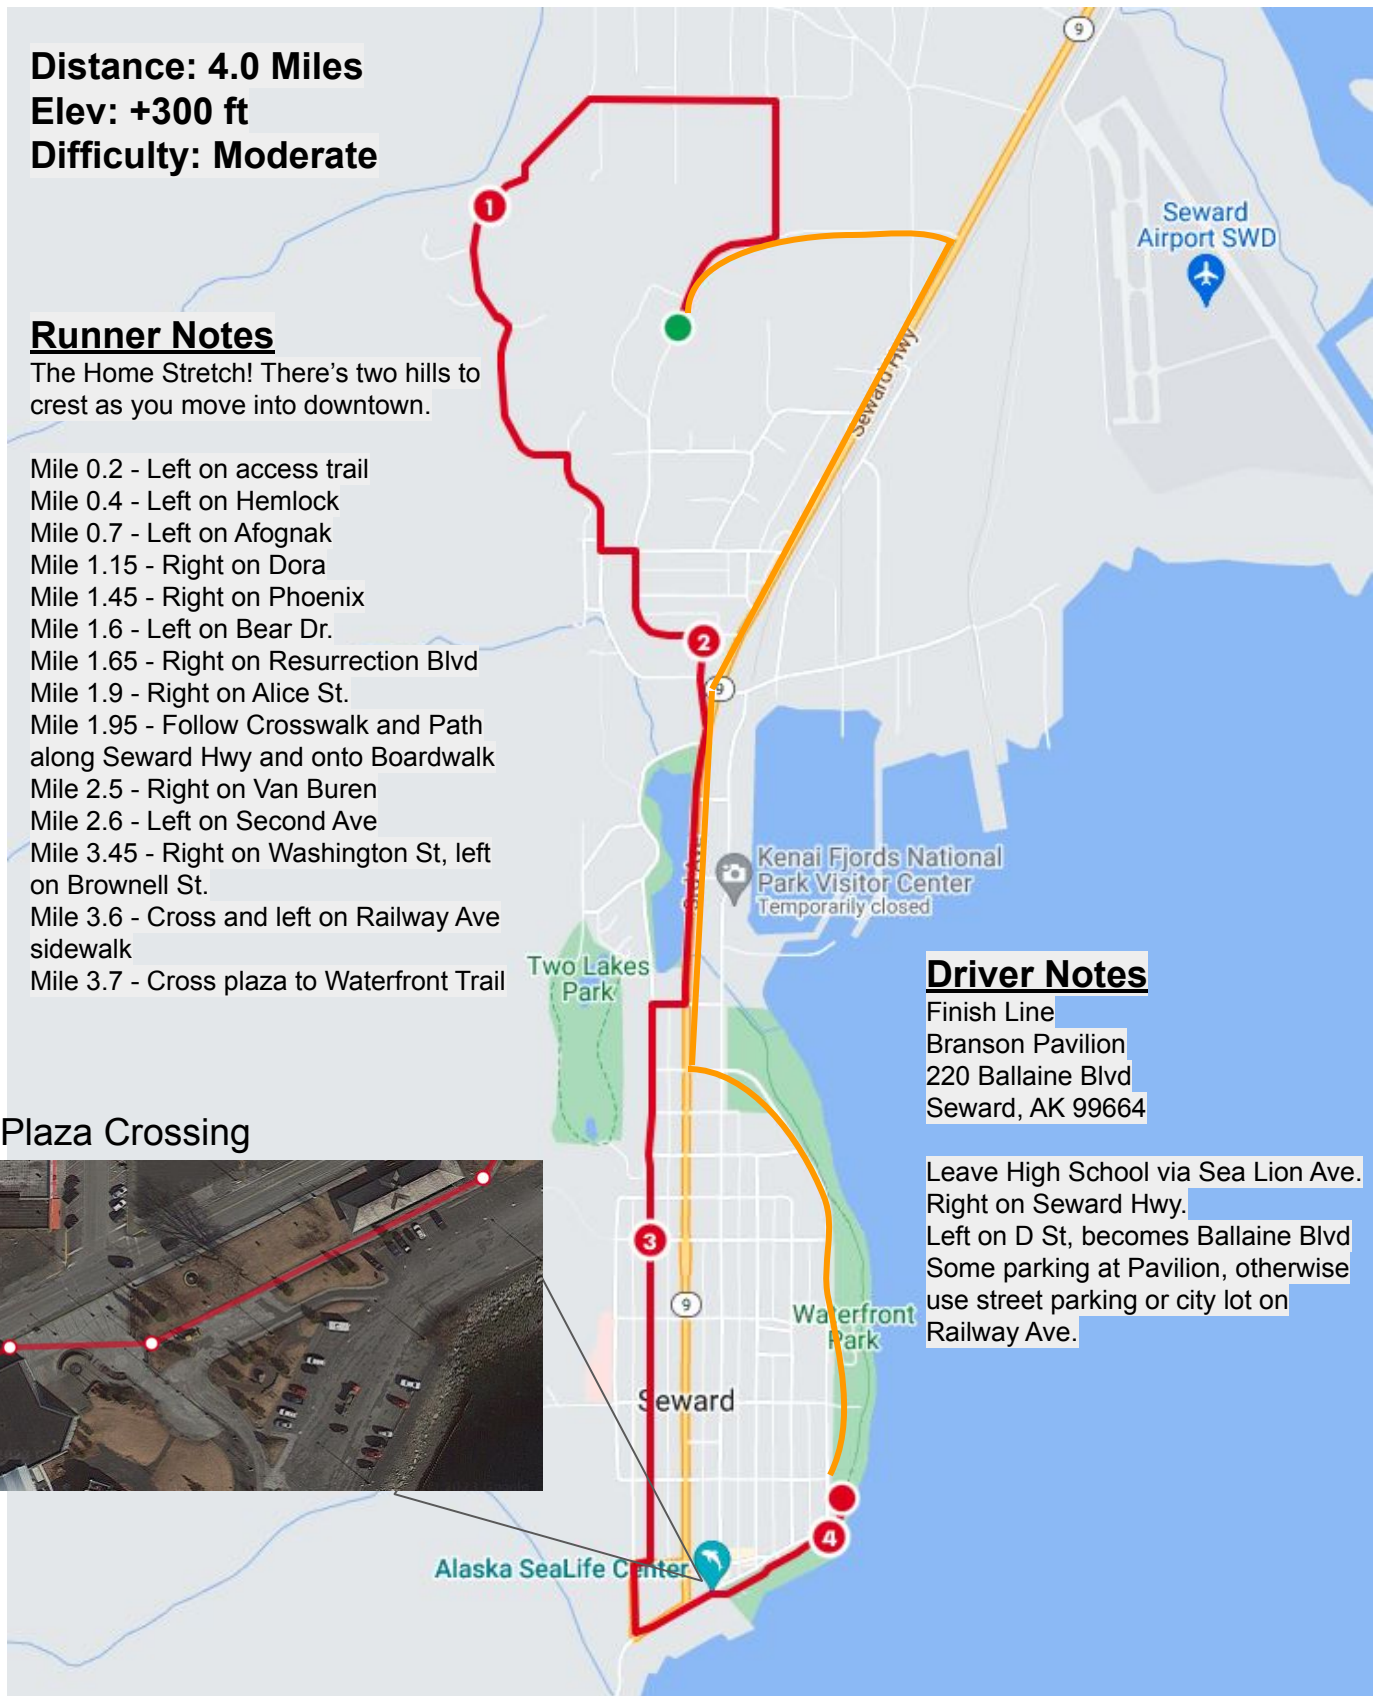 Distance: 4.0 Miles
Elev: +300 ft
Difficulty: Moderate
9
1
Seward
Airport SWD
Runner Notes
The Home Stretch! There's two hills to
crest as you move into downtown.
Seward Hwy
Mile 0.2 - Left on access trail
Mile 0.4 - Left on Hemlock
Mile 0.7 - Left on Afognak
Mile 1.15 - Right on Dora
Mile 1.45 - Right on Phoenix
Mile 1.6 - Left on Bear Dr.
Mile 1.65 - Right on Resurrection Blvd
Mile 1.9 - Right on Alice St.
Mile 1.95 - Follow Crosswalk and Path
along Seward Hwy and onto Boardwalk
Mile 2.5 - Right on Van Buren
Mile 2.6 - Left on Second Ave
Mile 3.45 - Right on Washington St, left
on Brownell St.
Mile 3.6 - Cross and left on Railway Ave
sidewalk
Mile 3.7 - Cross plaza to Waterfront Trail
2
9
3rd Ave
Kenai Fjords National
Park Visitor Center
Temporarily closed
Two Lakes
Park
Driver Notes
Finish Line
Branson Pavilion
220 Ballaine Blvd
Seward, AK 99664
Leave High School via Sea Lion Ave.
Right on Seward Hwy.
Left on D St, becomes Ballaine Blvd
Some parking at Pavilion, otherwise
use street parking or city lot on
Railway Ave.
Plaza Crossing
3
9
Waterfront
Park
Seward
4
Alaska SeaLife Center